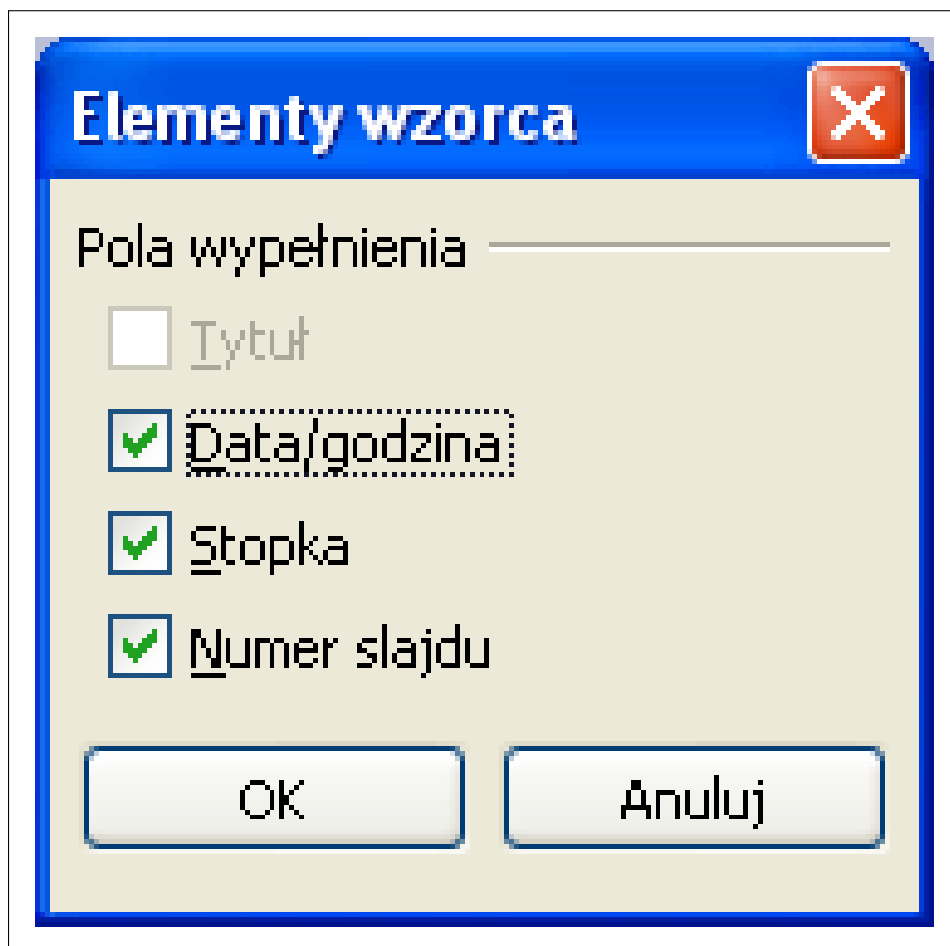 Elementy wzorca
Pola wypełnienia
Tytuł
Data/godzina
Stopka
Numer slajdu
OK
Anuluj